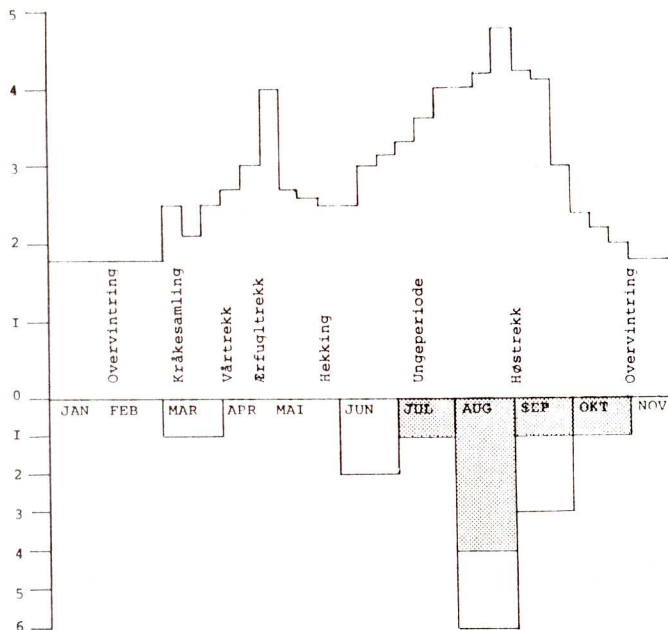 5
4
3
2
I
0
Overvintring
Kråkesamling
Vårtrekk
Ærfugltrekk
Hekking
Ungeperiode
Høstrekk
Overvintring
JAN FEB MAR APR MAI JUN JUL AUG SEP OKT NOV
I
2
3
4
5
6